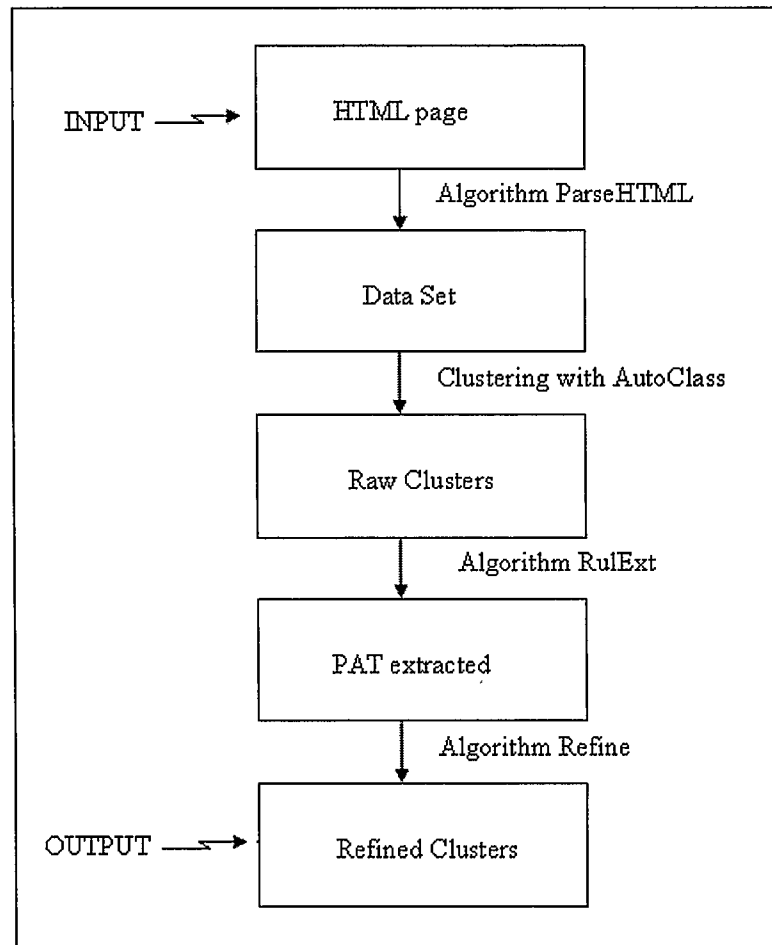 INPUT
HTML page
Algorithm ParseHTML
Data Set
Clustering with AutoClass
Raw Clusters
Algorithm RulExt
PAT extracted
Algorithm Refine
OUTPUT
Refined Clusters